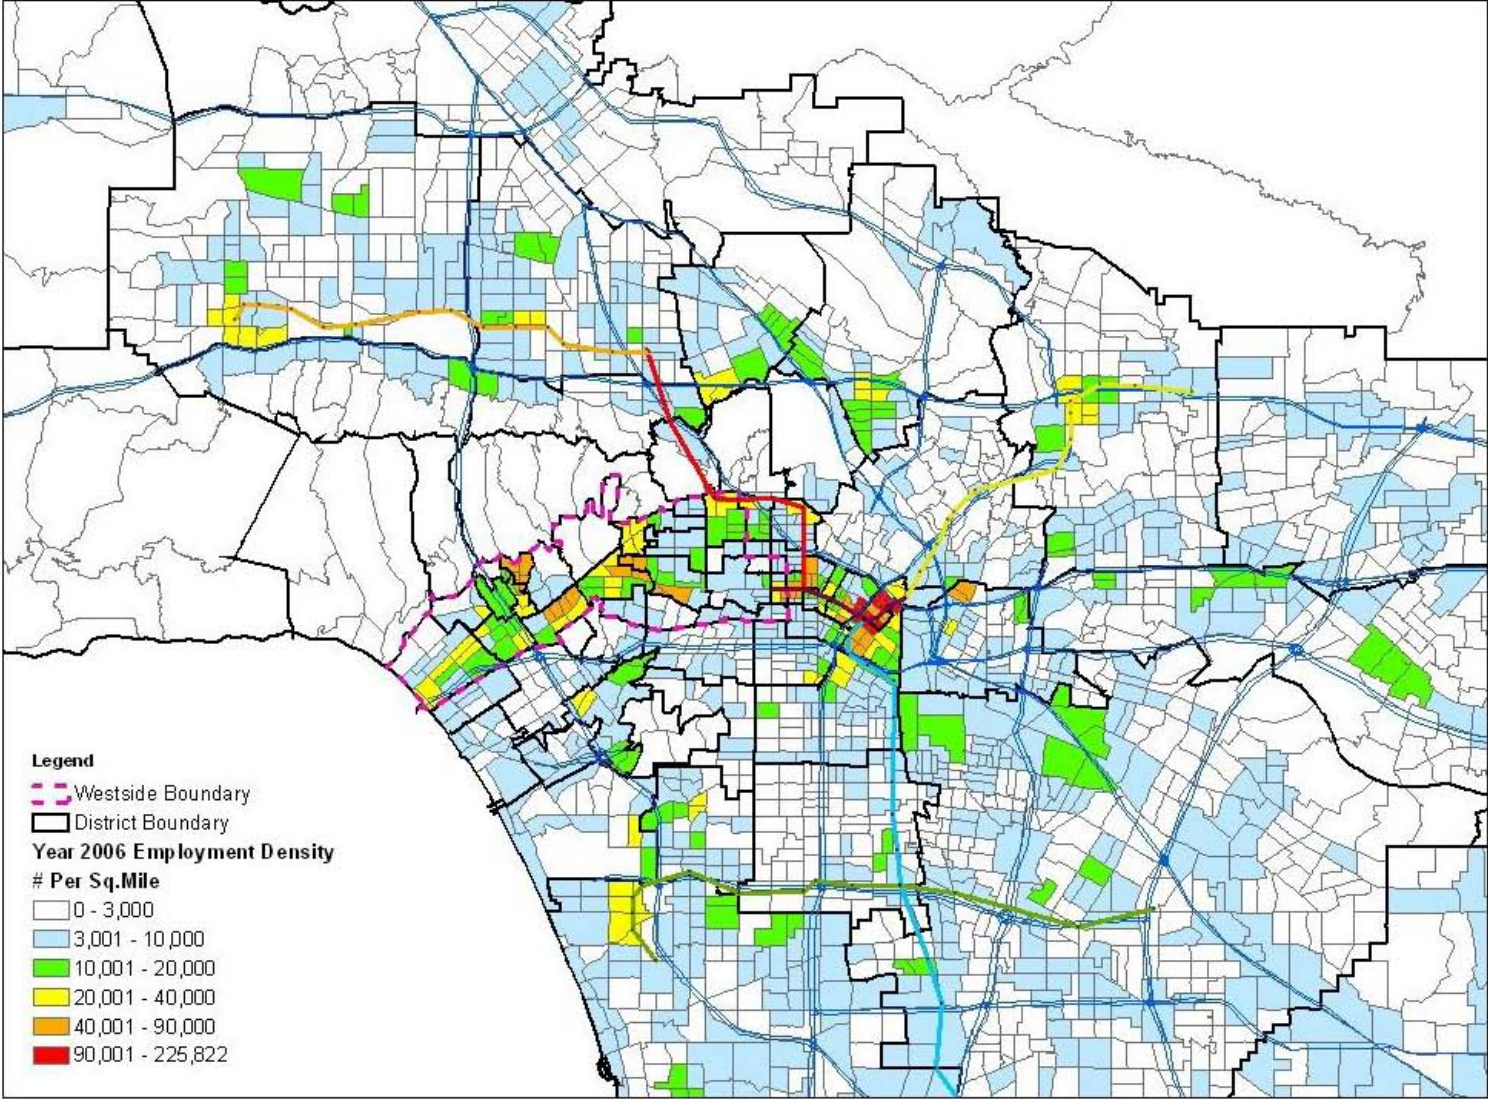 Legend
Westside Boundary
District Boundary
Year 2006 Employment Density
# Per Sq.Mile
0 - 3,000
3,001 - 10,000
10,001 - 20,000
20,001 - 40,000
40,001 - 90,000
90,001 - 225,822